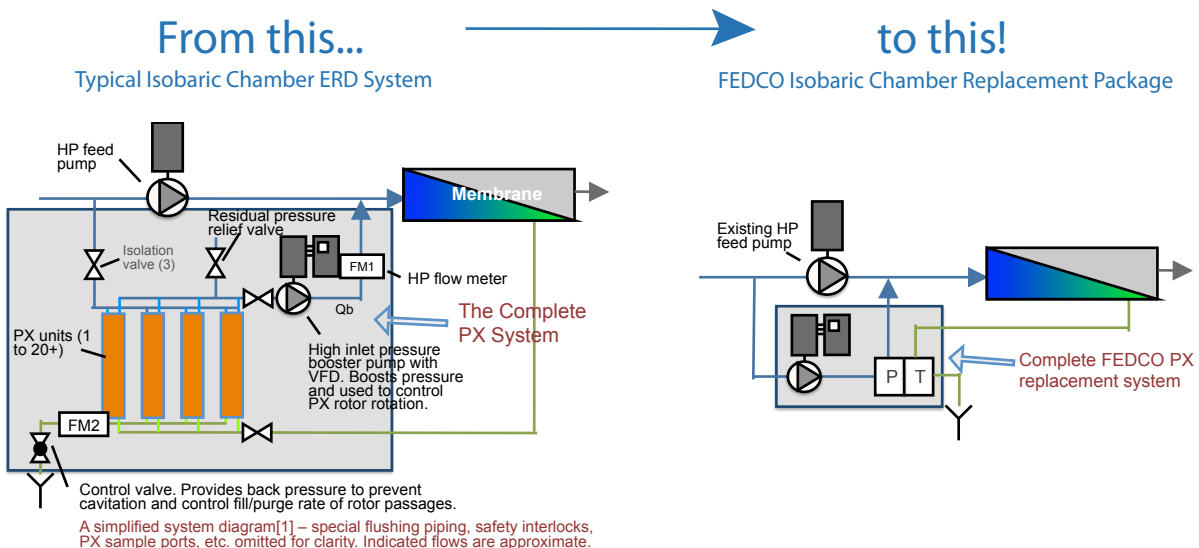 From this...
to this!
Typical Isobaric Chamber ERD System
FEDCO Isobaric Chamber Replacement Package
HP feed
pump
Membrane
Residual pressure
relief valve
Isolation
valve (3)
FM1
HP flow meter
Qb
PX units (1
to 20+)
The Complete
PX System
High inlet pressure
booster pump with
VFD. Boosts pressure
and used to control
PX rotor rotation.
FM2
Control valve. Provides back pressure to prevent
cavitation and control fill/purge rate of rotor passages.
A simplified system diagram[1] – special flushing piping, safety interlocks,
PX sample ports, etc. omitted for clarity. Indicated flows are approximate.
Existing HP
feed pump
P T
Complete FEDCO PX
replacement system